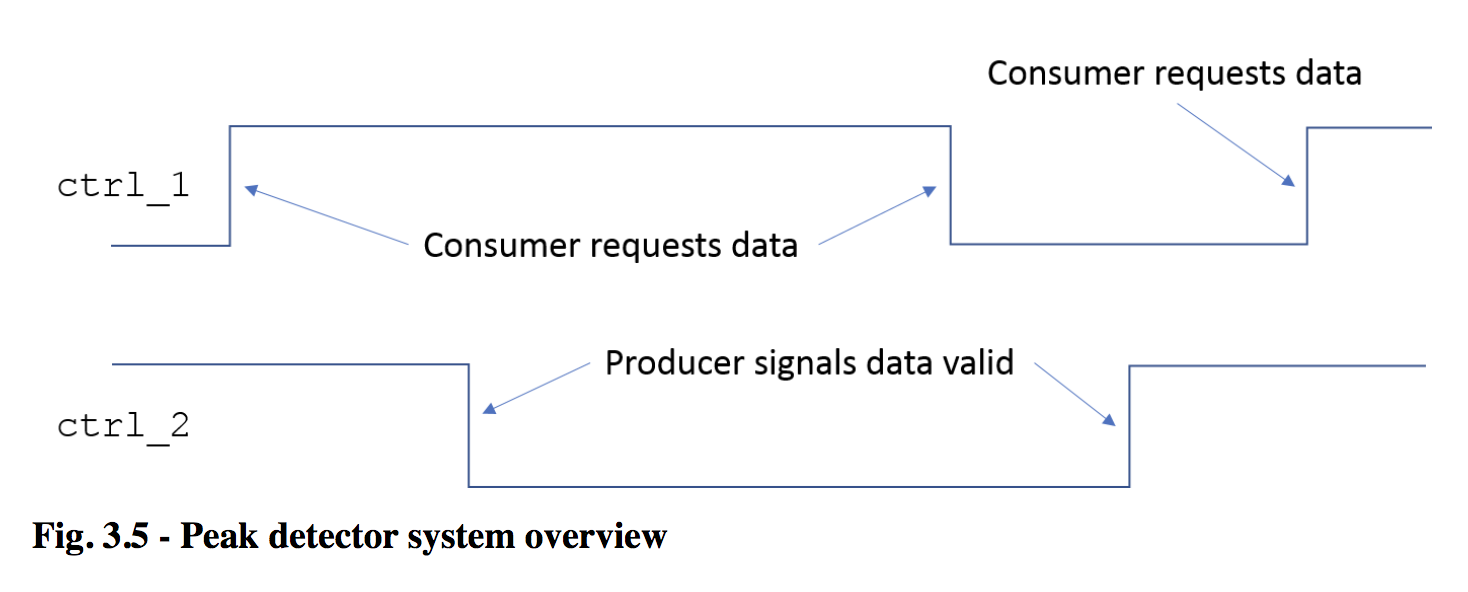 Consumer requests data
ctrl_1
Consumer requests data
Producer signals data valid
ctrl_2
Fig. 3.5 - Peak detector system overview